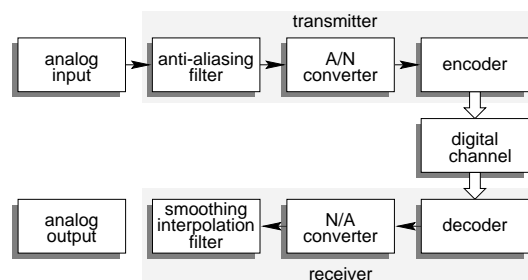 transmitter
analog
input
anti-aliasing
filter
A/N
converter
encoder
digital
channel
analog
output
smoothing
interpolation
filter
N/A
converter
decoder
receiver